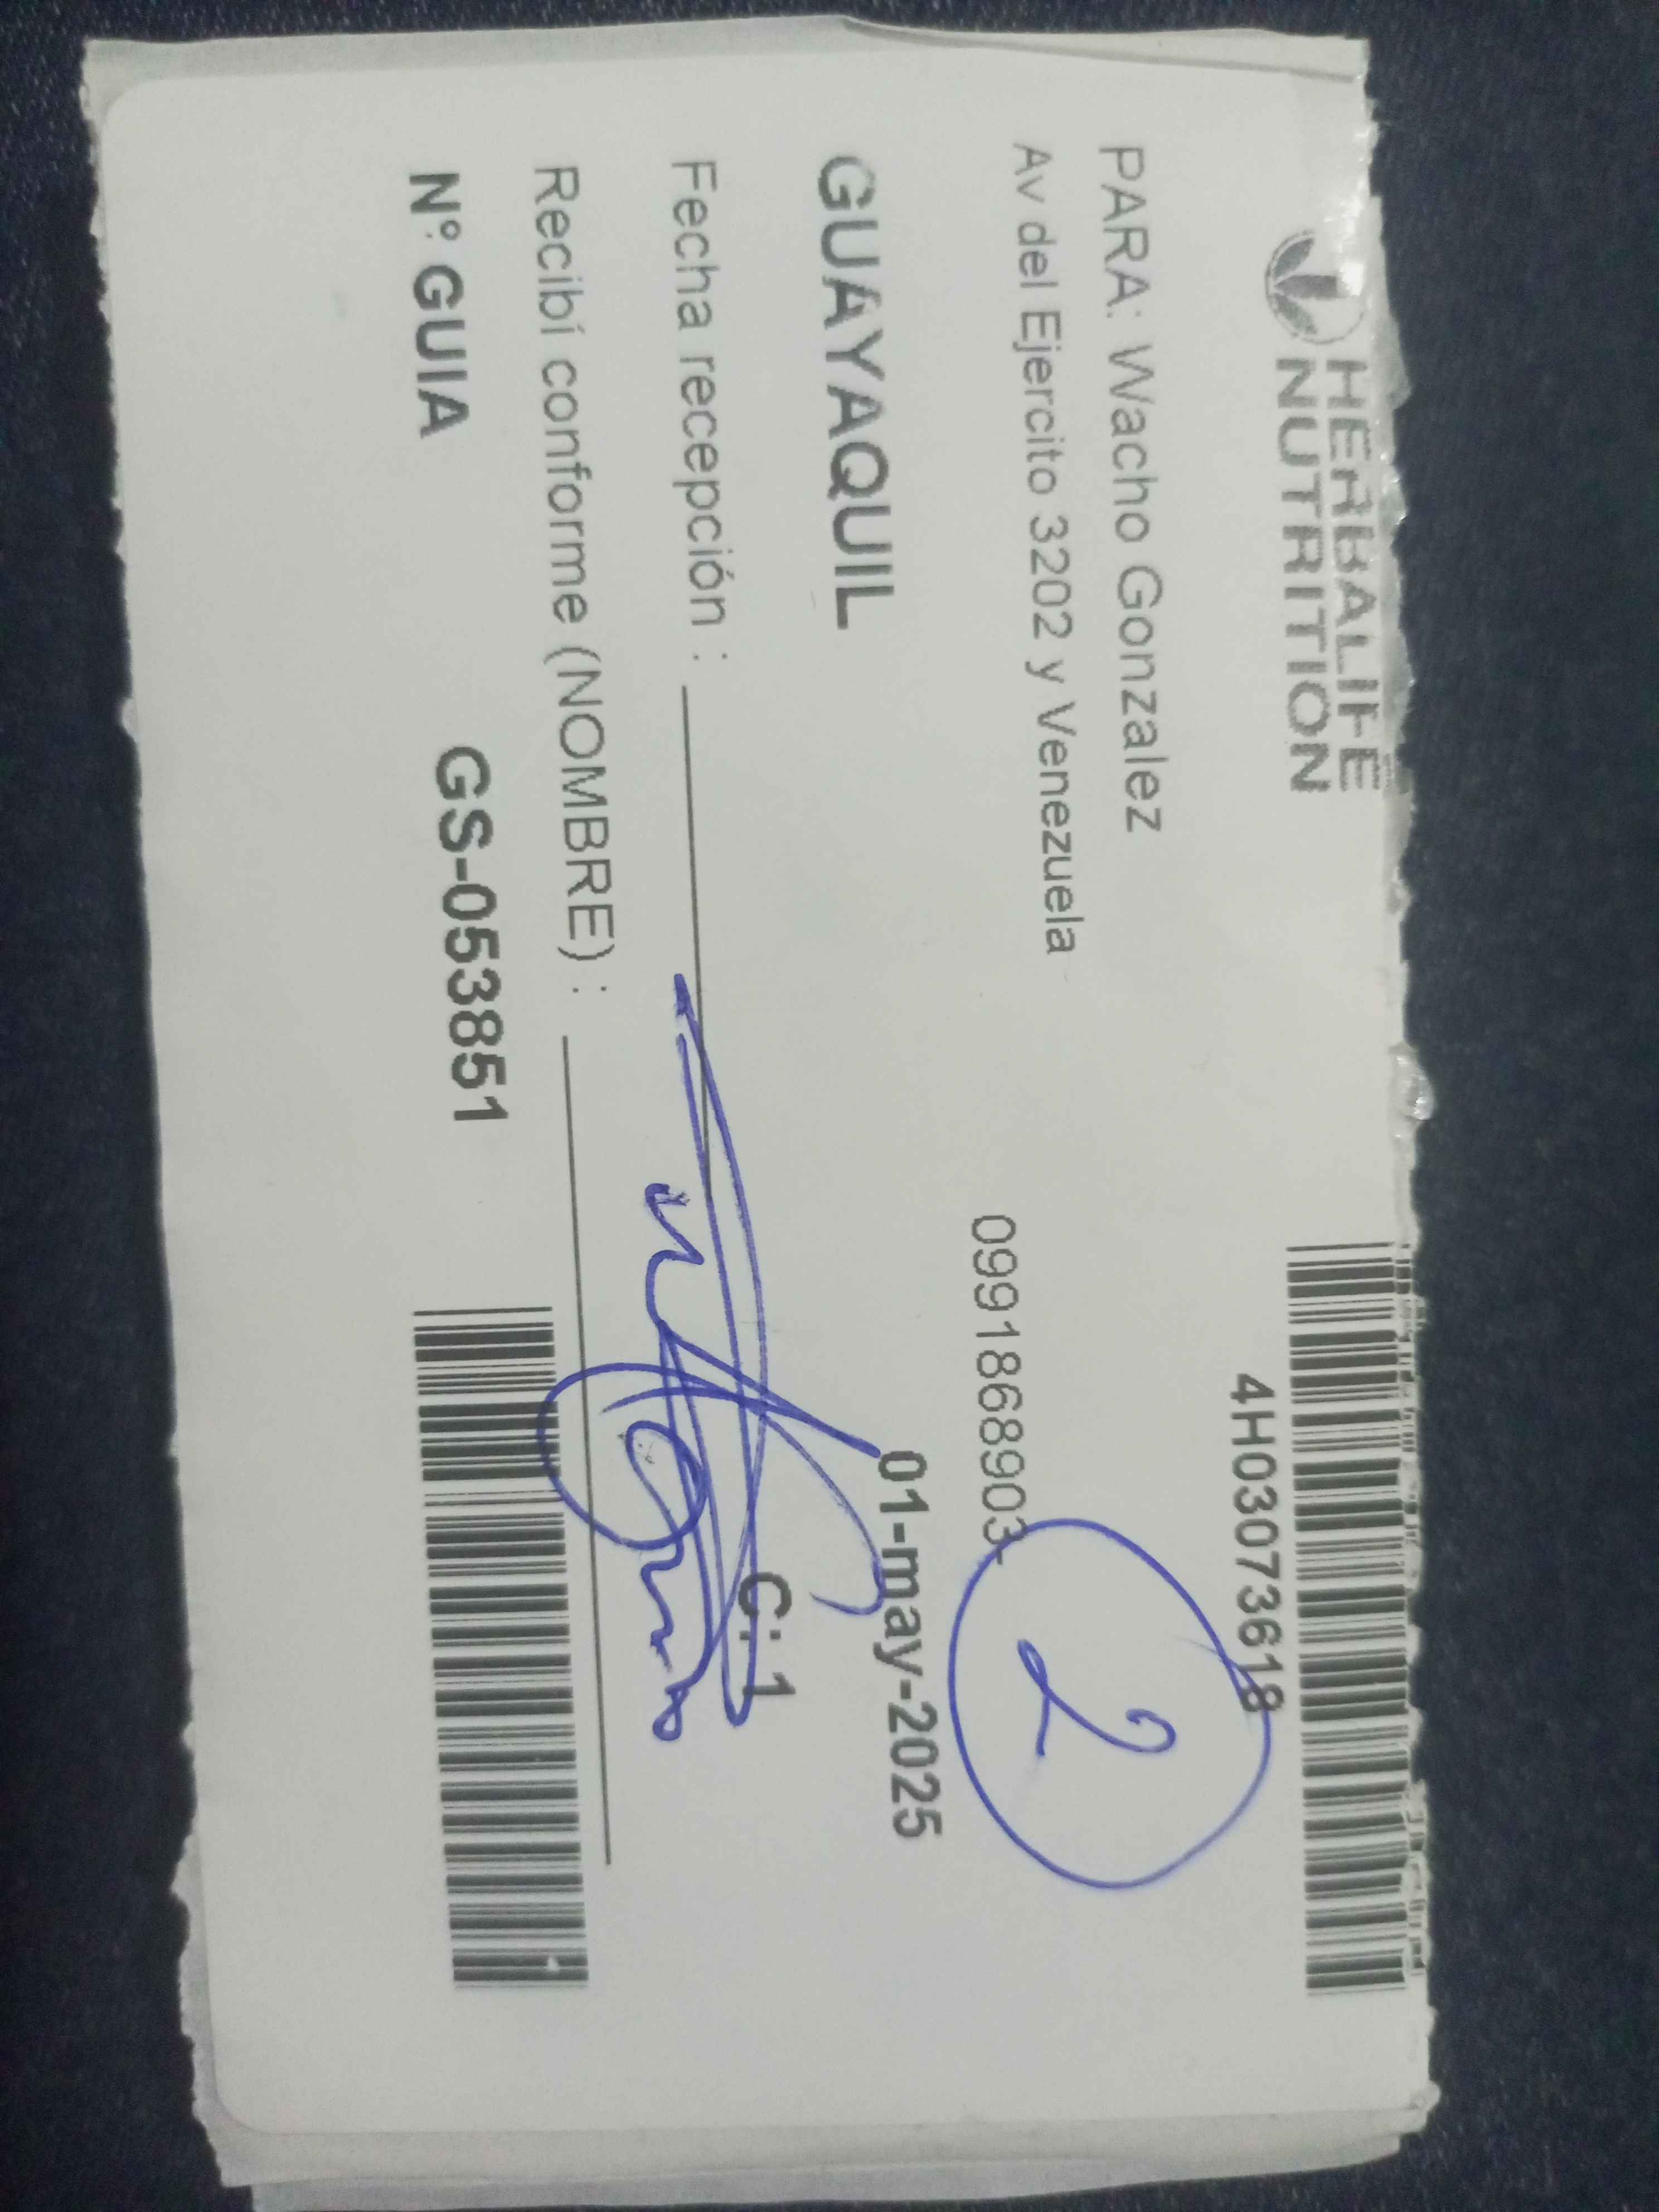 HERBALIFE
NUTRITION
4H03073618
PARA: Wacho Gonzalez
Av del Ejercito 3202 y Venezuela
0991868903-
2
GUAYAQUIL
01-may-2025
Fecha recepción :
C: 1
Recibí conforme (NOMBRE) :
Nº GUIA GS-053851